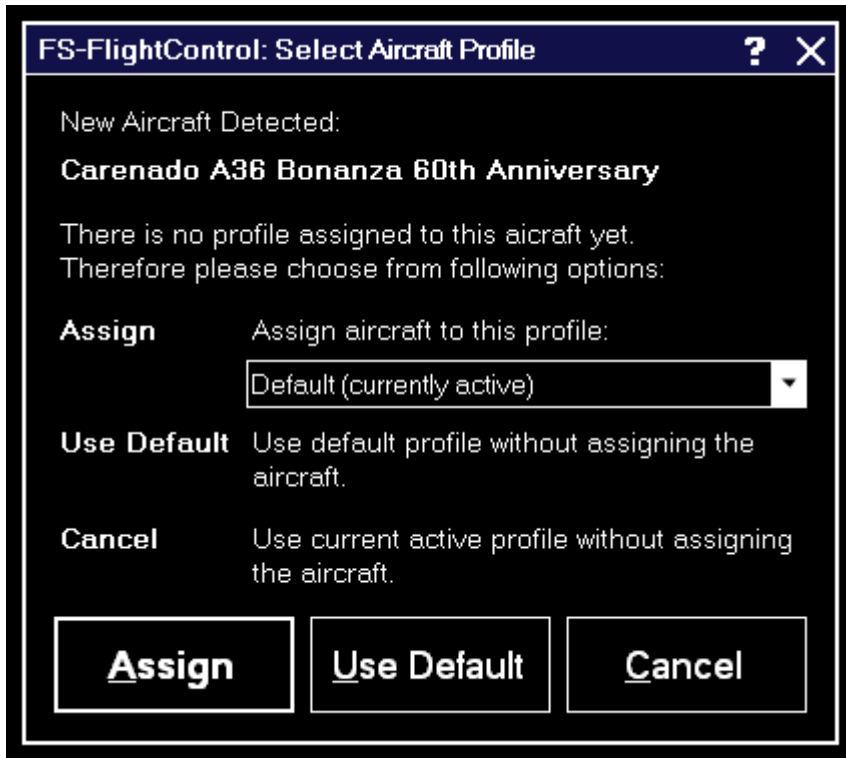 FS-FlightControl: Select Aircraft Profile ? X
New Aircraft Detected:
Carenado A36 Bonanza 60th Anniversary
There is no profile assigned to this aicraft yet.
Therefore please choose from following options:
Assign Assign aircraft to this profile:
Default (currently active)
Use Default Use default profile without assigning the
aircraft.
Cancel Use current active profile without assigning
the aircraft.
Assign Use Default Cancel